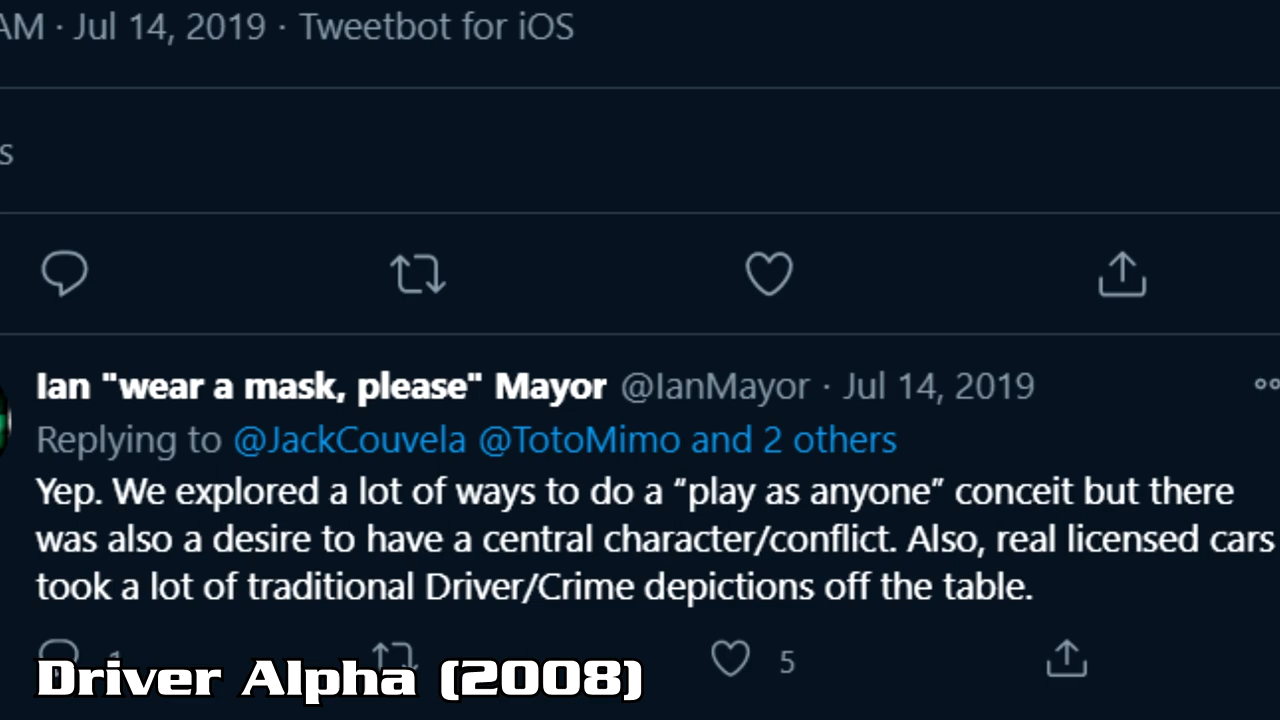 AM · Jul 14, 2019 · Tweetbot for iOS
s
Ian "wear a mask, please" Mayor @IanMayor · Jul 14, 2019
Replying to @JackCouvela @TotoMimo and 2 others
Yep. We explored a lot of ways to do a “play as anyone” conceit but there
was also a desire to have a central character/conflict. Also, real licensed cars
took a lot of traditional Driver/Crime depictions off the table.
1 5
Driver Alpha (2008)